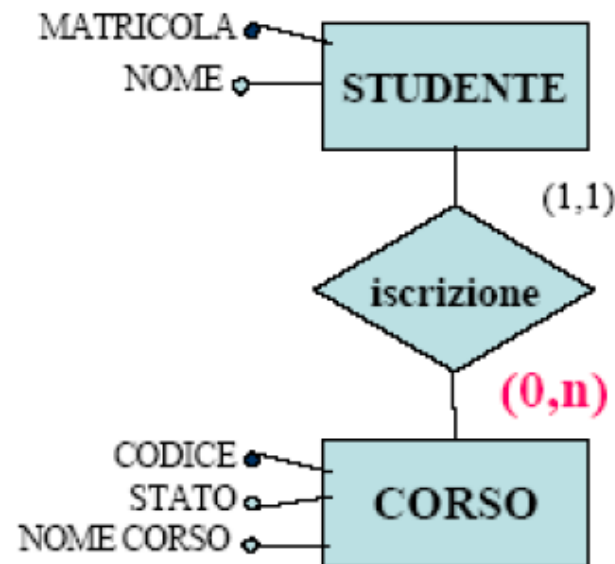 MATRICOLA
NOME
STUDENTE
(1,1)
iscrizione
(0,n)
CODICE
STATO
NOME CORSO
CORSO